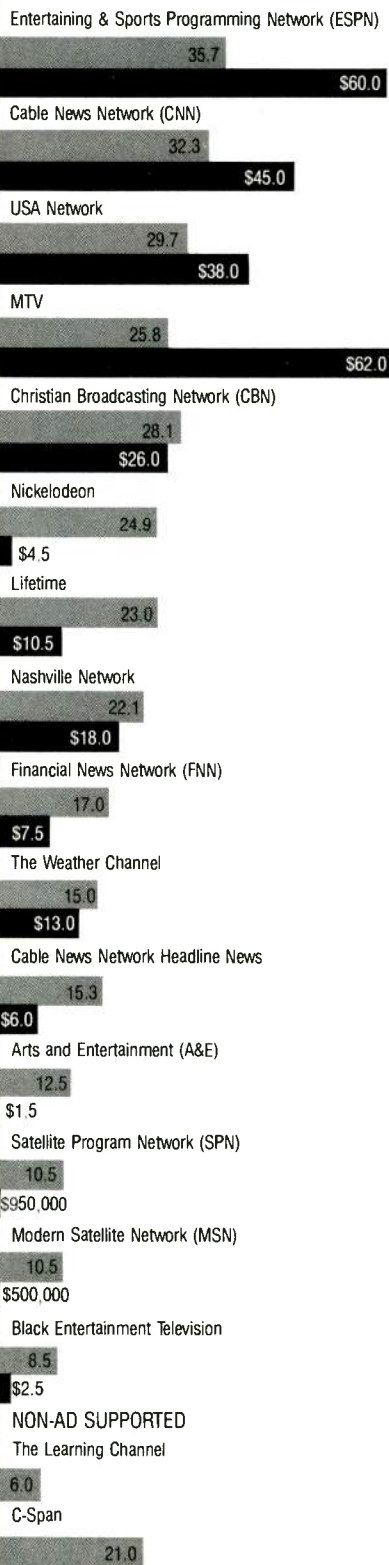 Entertaining & Sports Programming Network (ESPN)
35.7
$60.0
Cable News Network (CNN)
32.3
$45.0
USA Network
29.7
$38.0
MTV
25.8
$62.0
Christian Broadcasting Network (CBN)
28.1
$26.0
Nickelodeon
24.9
$4.5
Lifetime
23.0
$10.5
Nashville Network
22.1
$18.0
Financial News Network (FNN)
17.0
$7.5
The Weather Channel
15.0
$13.0
Cable News Network Headline News
15.3
$6.0
Arts and Entertainment (A&E)
12.5
$1.5
Satellite Program Network (SPN)
10.5
$950,000
Modern Satellite Network (MSN)
10.5
$500,000
Black Entertainment Television
8.5
$2.5
NON-AD SUPPORTED
The Learning Channel
6.0
C-Span
21.0